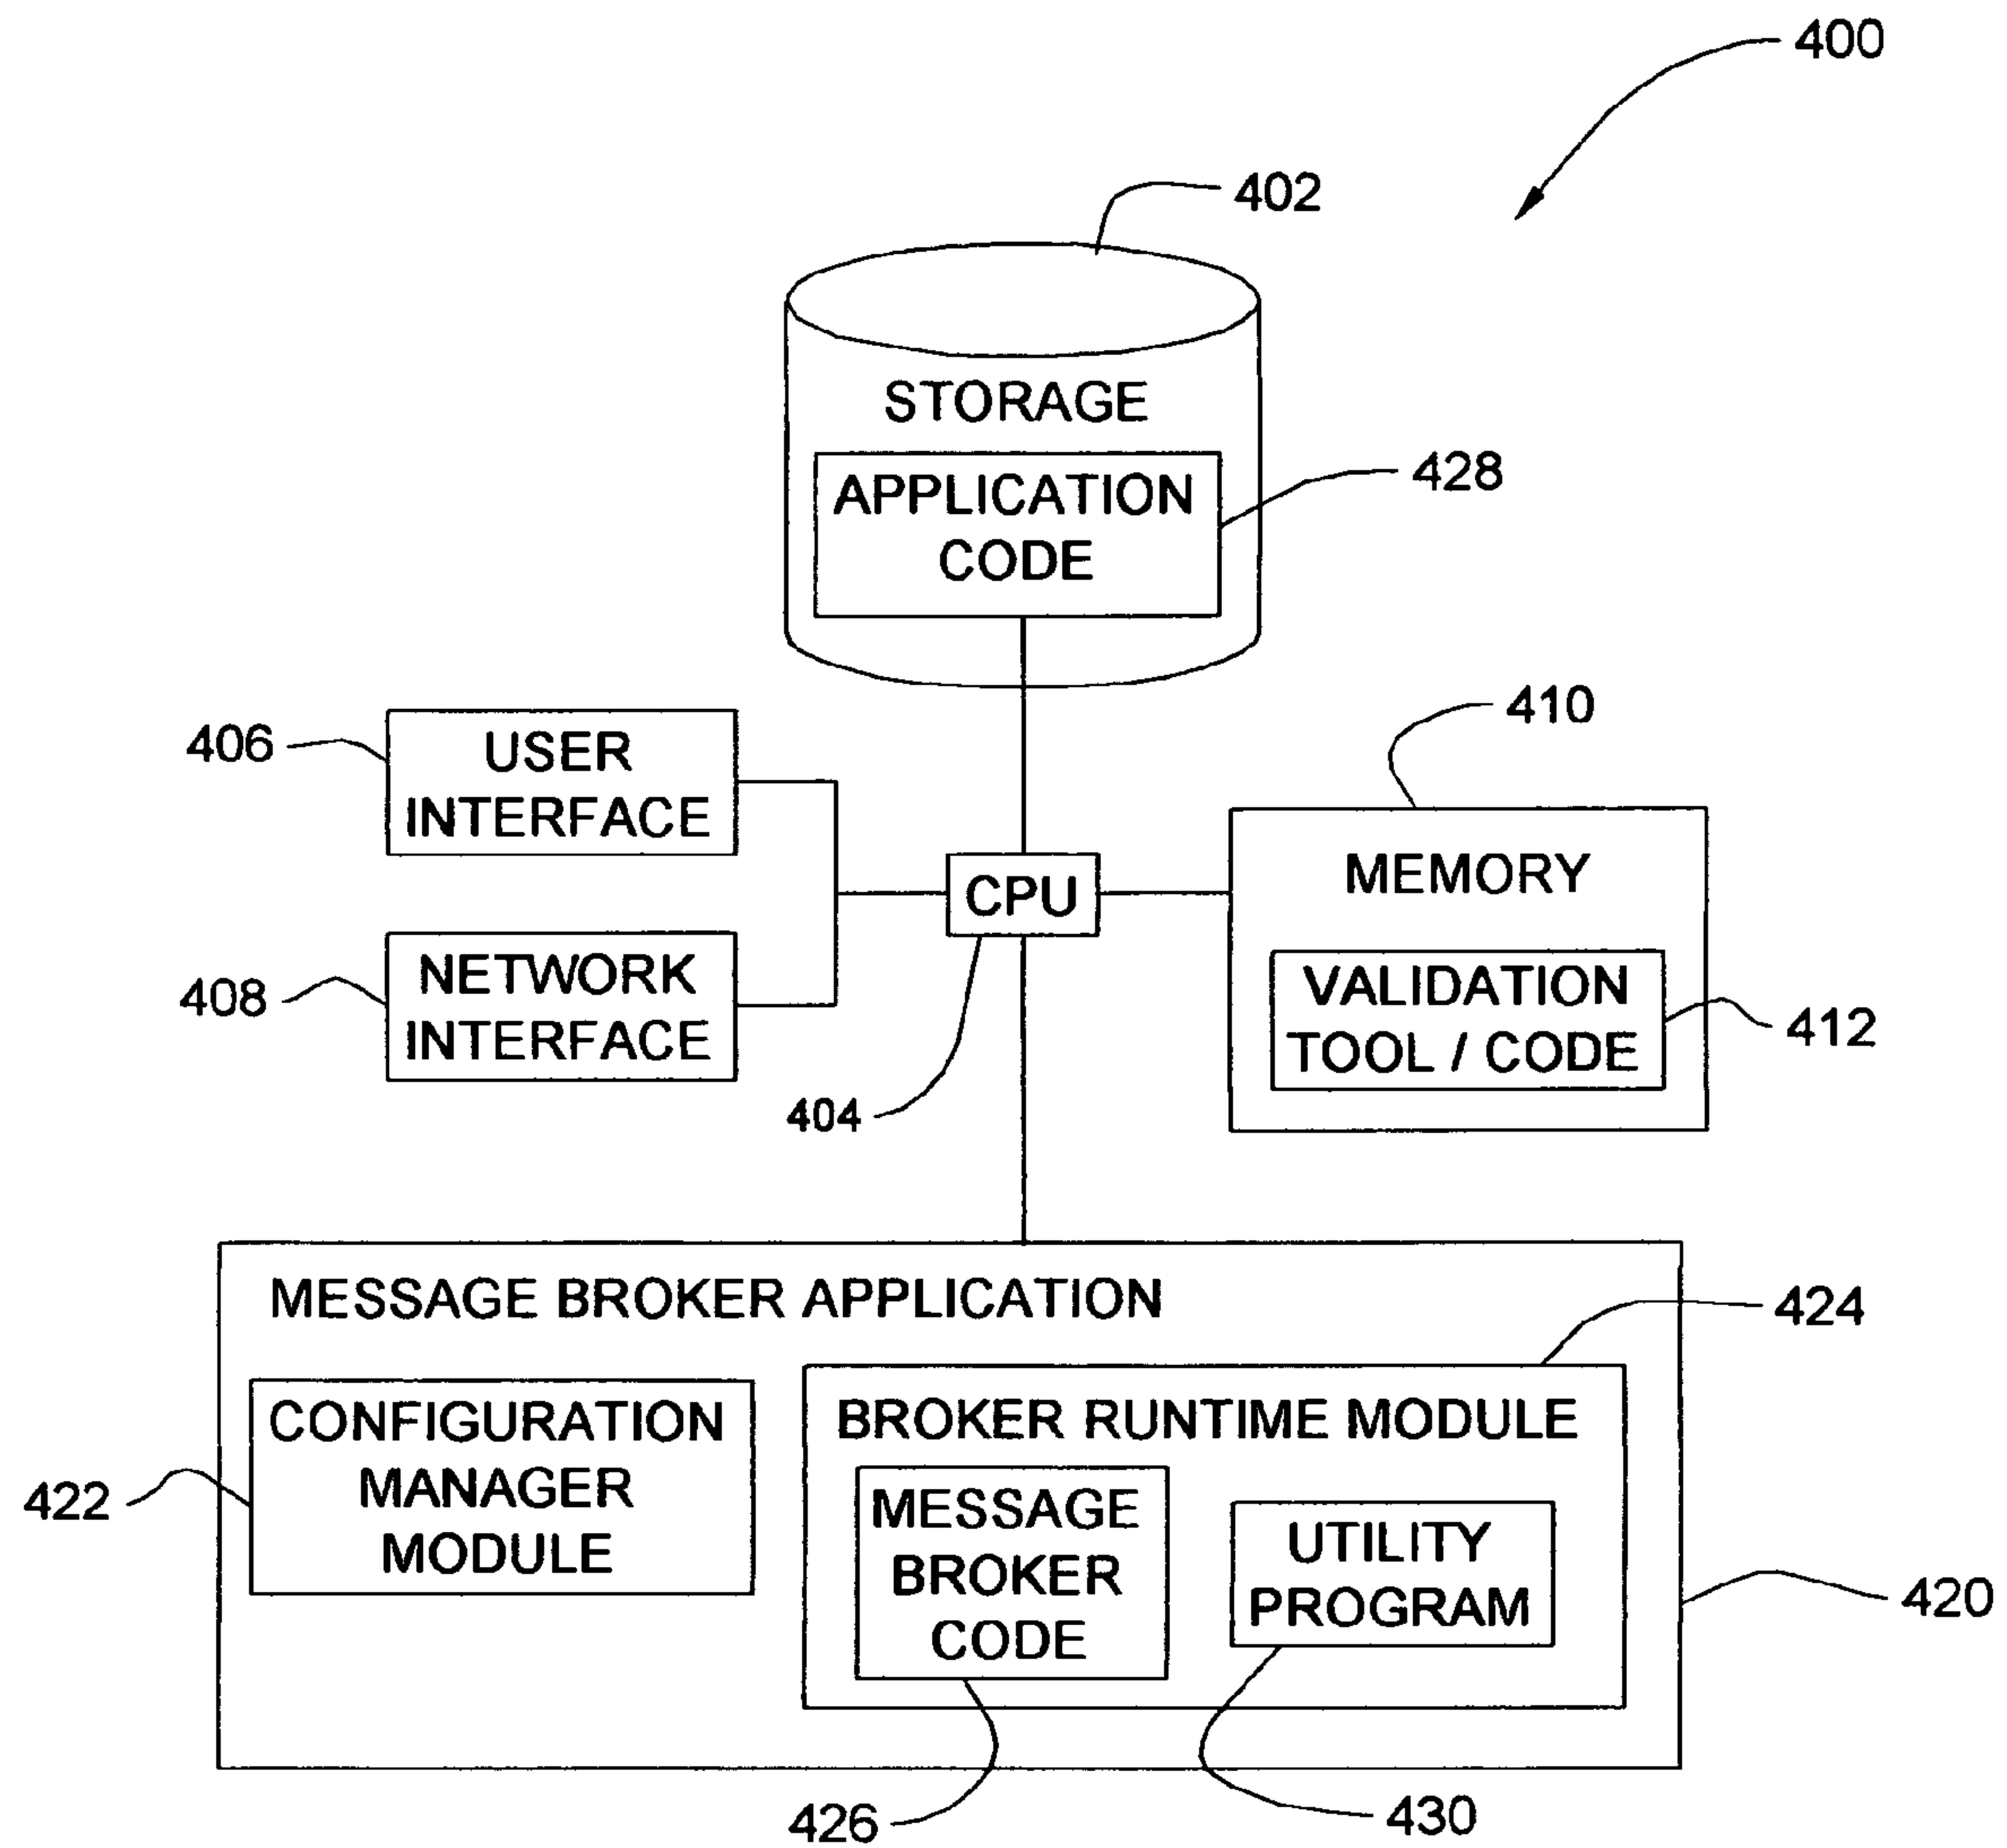 400
402
STORAGE
APPLICATION
CODE
428
406
USER
INTERFACE
410
CPU
MEMORY
408
NETWORK
INTERFACE
VALIDATION
TOOL / CODE
412
404
MESSAGE BROKER APPLICATION
424
CONFIGURATION
MANAGER
MODULE
422
BROKER RUNTIME MODULE
MESSAGE
BROKER
CODE
UTILITY
PROGRAM
420
426
430